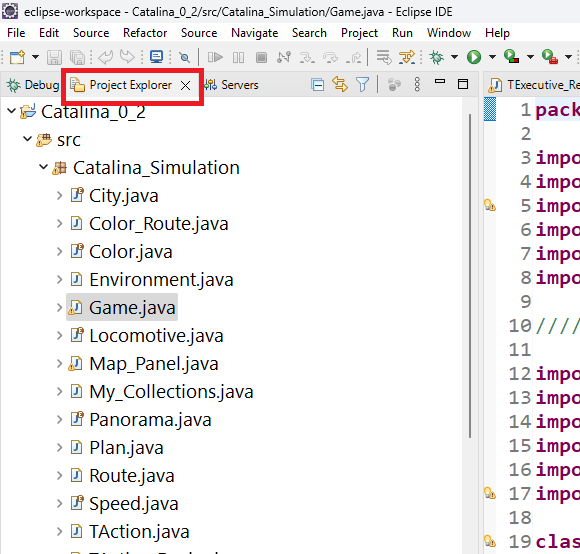 eclipse-workspace - Catalina_0_2/src/Catalina_Simulation/Game.java - Eclipse IDE
File Edit Source Refactor Source Navigate Search Project Run Window Help
Debug Project Explorer Servers
TExecutive_Re
Catalina_0_2
src
Catalina_Simulation
City.java
Color_Route.java
Color.java
Environment.java
Game.java
Locomotive.java
Map_Panel.java
My_Collections.java
Panorama.java
Plan.java
Route.java
Speed.java
TAction.java
1 pack
2
3 impo
4 impo
5 impo
6 impo
7 impo
8 impo
9
10 ////
11
12 impo
13 impo
14 impo
15 impo
16 impo
17 impo
18
19 clas